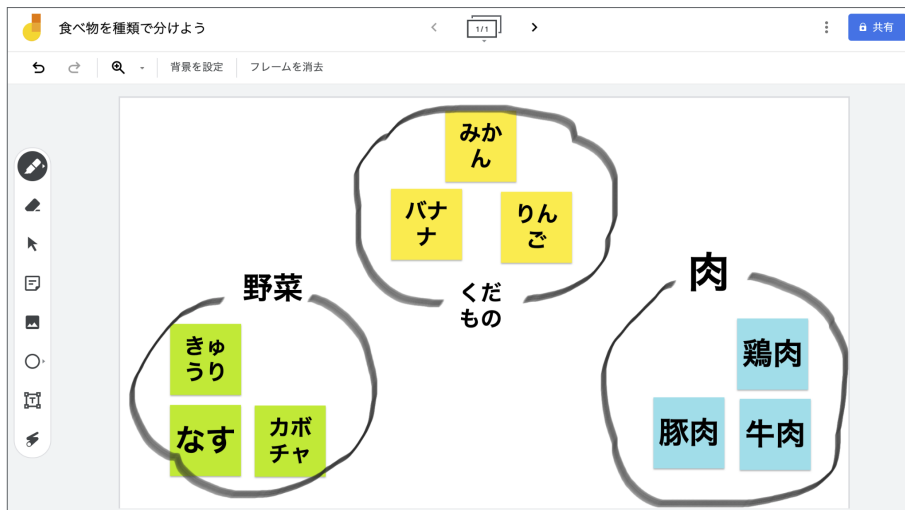 食べ物を種類で分けよう
1/1
共有
背景を設定
フレームを消去
みか
ん
バナ
ナ
りん
ご
くだ
もの
野菜
きゅ
うり
なす
カボ
チャ
肉
鶏肉
豚肉
牛肉